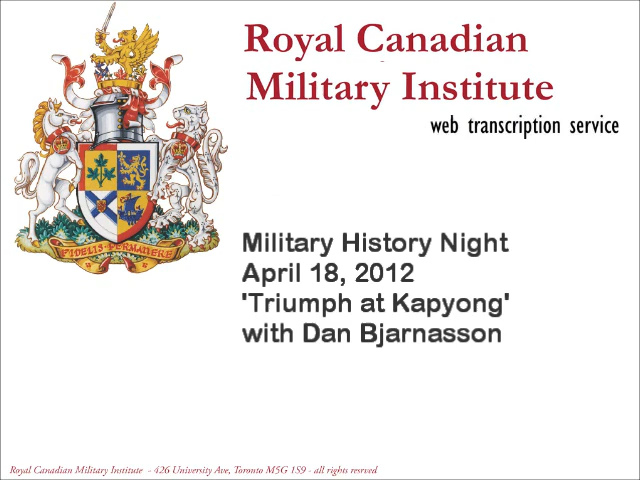 Royal Canadian
Military Institute
web transcription service
FIDELIS PERMANERE
Military History Night
April 18, 2012
'Triumph at Kapyong'
with Dan Bjarnasson
Royal Canadian Military Institute - 426 University Ave, Toronto M5G 1S9 - all rights resrved